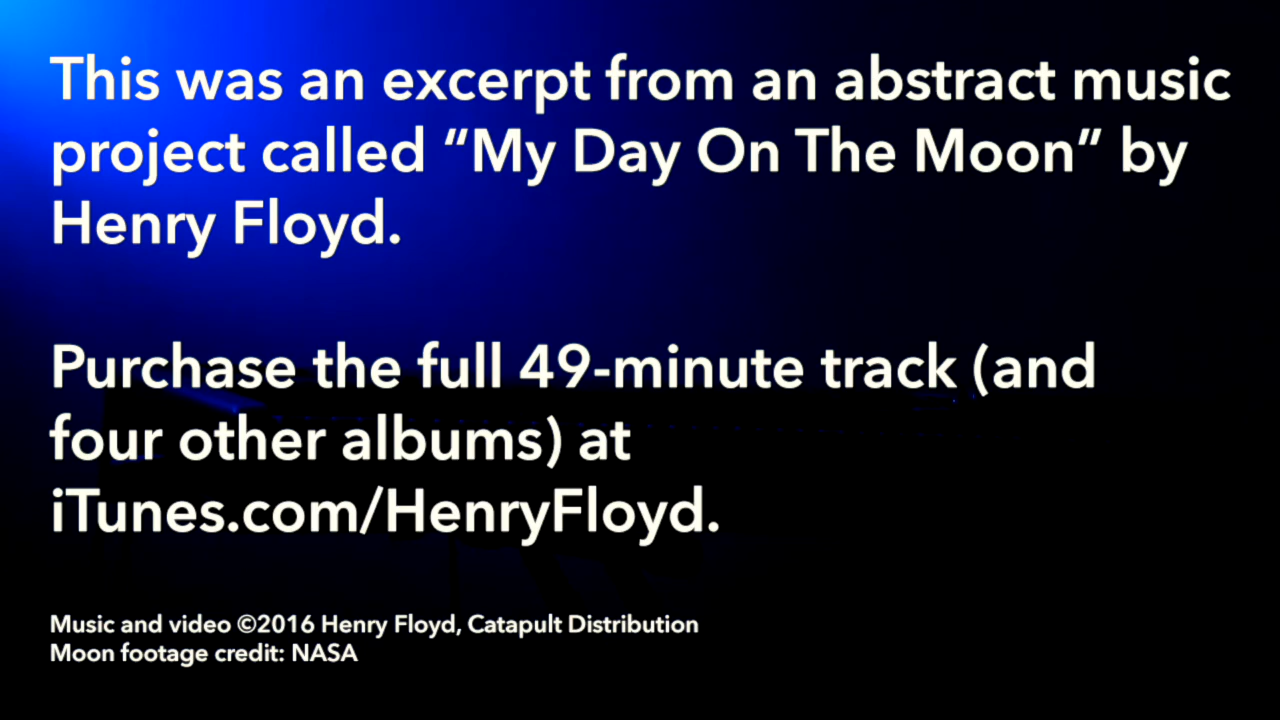 This was an excerpt from an abstract music
project called “My Day On The Moon” by
Henry Floyd.
Purchase the full 49-minute track (and
four other albums) at
iTunes.com/HenryFloyd.
Music and video ©2016 Henry Floyd, Catapult Distribution
Moon footage credit: NASA